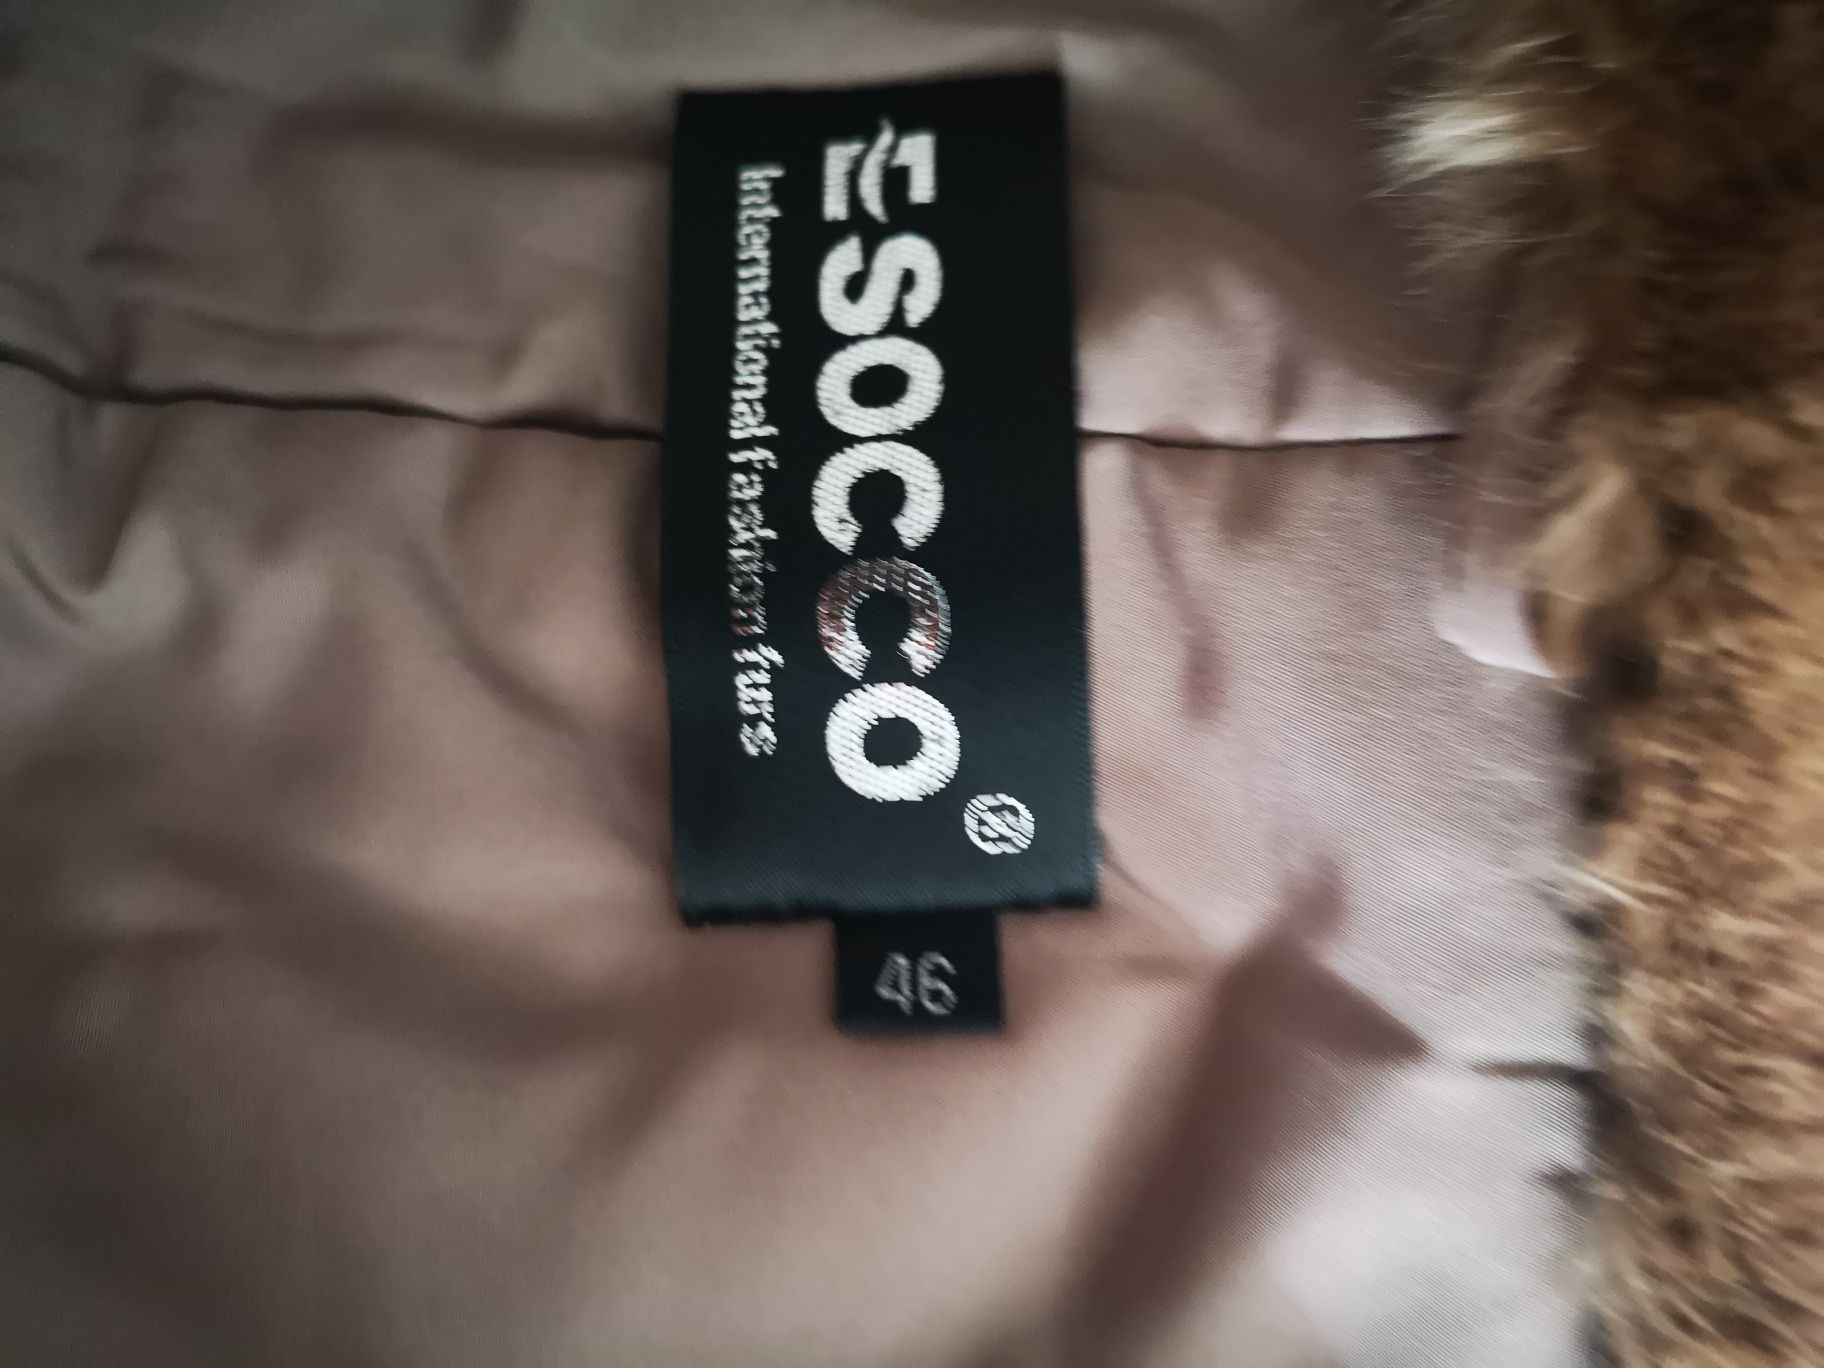 ESOCCO®
International fashion furs
46